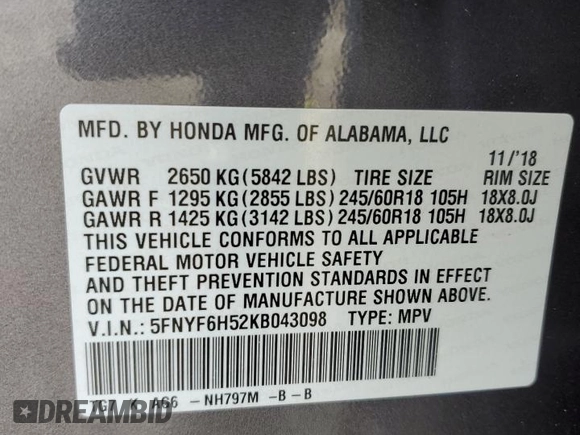 MFD. BY HONDA MFG. OF ALABAMA, LLC
11/'18
GVWR 2650 KG (5842 LBS) TIRE SIZE RIM SIZE
GAWR F 1295 KG (2855 LBS) 245/60R18 105H 18X8.0J
GAWR R 1425 KG (3142 LBS) 245/60R18 105H 18X8.0J
THIS VEHICLE CONFORMS TO ALL APPLICABLE
FEDERAL MOTOR VEHICLE SAFETY
AND THEFT PREVENTION STANDARDS IN EFFECT
ON THE DATE OF MANUFACTURE SHOWN ABOVE.
V.I.N.: 5FNYF6H52KB043098 TYPE: MPV
A66 -NH797M -B-B
DREAMBID